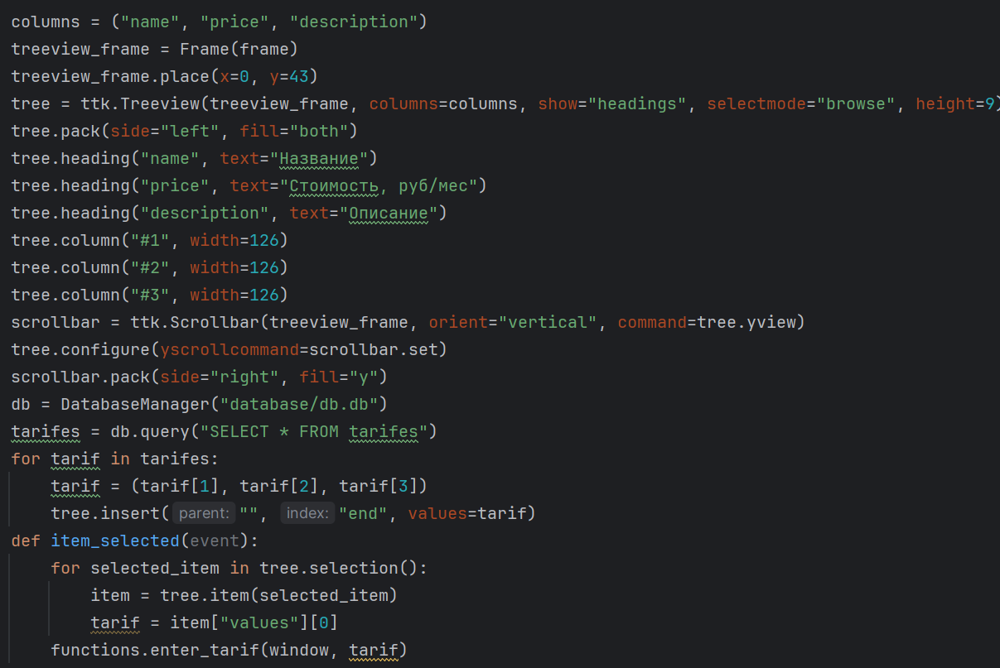 columns = ("name", "price", "description")
treeview_frame = Frame(frame)
treeview_frame.place(x=0, y=43)
tree = ttk.Treeview(treeview_frame, columns=columns, show="headings", selectmode="browse", height=9)
tree.pack(side="left", fill="both")
tree.heading("name", text="Название")
tree.heading("price", text="Стоимость, руб/мес")
tree.heading("description", text="Описание")
tree.column("#1", width=126)
tree.column("#2", width=126)
tree.column("#3", width=126)
scrollbar = ttk.Scrollbar(treeview_frame, orient="vertical", command=tree.yview)
tree.configure(yscrollcommand=scrollbar.set)
scrollbar.pack(side="right", fill="y")
db = DatabaseManager("database/db.db")
tarifes = db.query("SELECT * FROM tarifes")
for tarif in tarifes:
    tarif = (tarif[1], tarif[2], tarif[3])
    tree.insert(parent: "", index: "end", values=tarif)
def item_selected(event):
    for selected_item in tree.selection():
        item = tree.item(selected_item)
        tarif = item["values"][0]
    functions.enter_tarif(window, tarif)